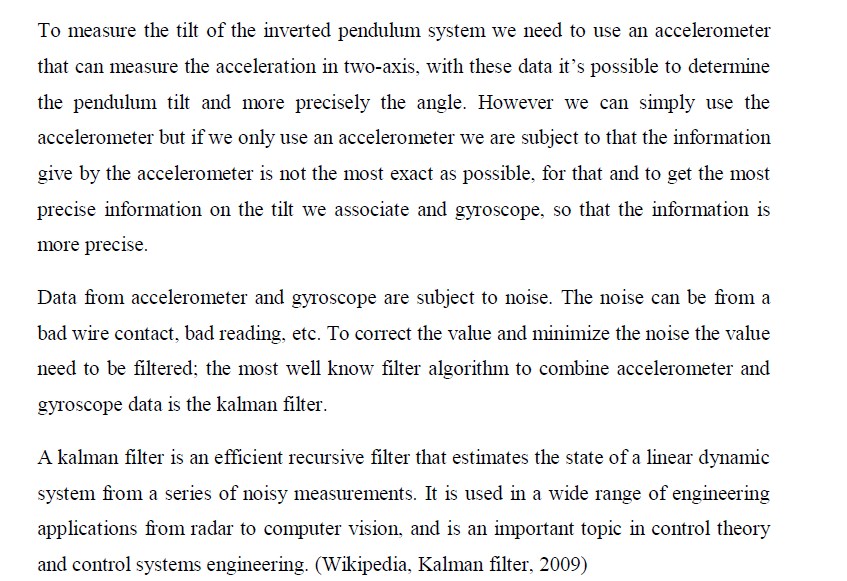 To measure the tilt of the inverted pendulum system we need to use an accelerometer
that can measure the acceleration in two-axis, with these data it’s possible to determine
the pendulum tilt and more precisely the angle. However we can simply use the
accelerometer but if we only use an accelerometer we are subject to that the information
give by the accelerometer is not the most exact as possible, for that and to get the most
precise information on the tilt we associate and gyroscope, so that the information is
more precise.
Data from accelerometer and gyroscope are subject to noise. The noise can be from a
bad wire contact, bad reading, etc. To correct the value and minimize the noise the value
need to be filtered; the most well know filter algorithm to combine accelerometer and
gyroscope data is the kalman filter.
A kalman filter is an efficient recursive filter that estimates the state of a linear dynamic
system from a series of noisy measurements. It is used in a wide range of engineering
applications from radar to computer vision, and is an important topic in control theory
and control systems engineering. (Wikipedia, Kalman filter, 2009)